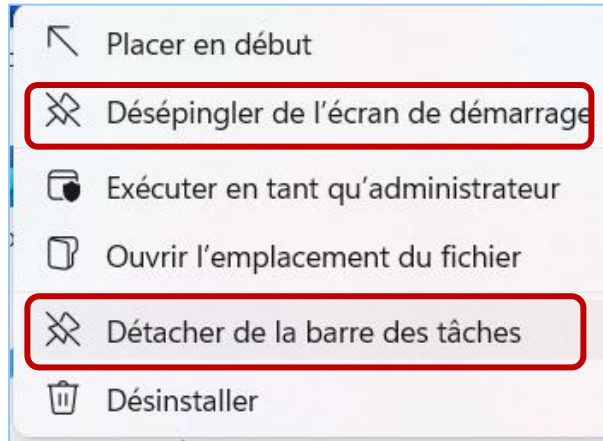 Placer en début
Désépingler de l’écran de démarrage
Exécuter en tant qu’administrateur
Ouvrir l’emplacement du fichier
Détacher de la barre des tâches
Désinstaller